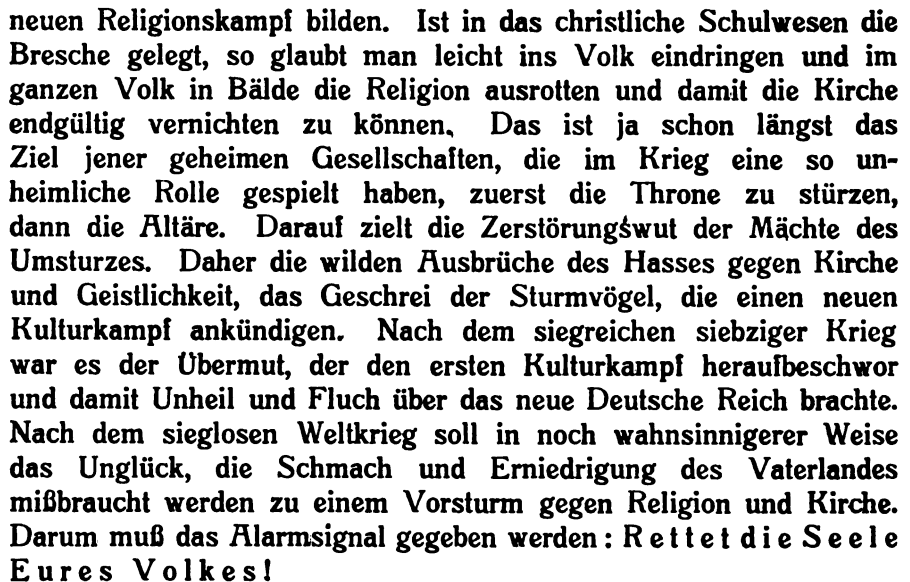 neuen Religionskampf bilden. Ist in das christliche Schulwesen die
Bresche gelegt, so glaubt man leicht ins Volk eindringen und im
ganzen Volk in Bälde die Religion ausrotten und damit die Kirche
endgültig vernichten zu können. Das ist ja schon längst das
Ziel jener geheimen Gesellschaften, die im Krieg eine so un-
heimliche Rolle gespielt haben, zuerst die Throne zu stürzen,
dann die Altäre. Darauf zielt die Zerstörungswut der Mächte des
Umsturzes. Daher die wilden Ausbrüche des Hasses gegen Kirche
und Geistlichkeit, das Geschrei der Sturmvögel, die einen neuen
Kulturkampf ankündigen. Nach dem siegreichen siebziger Krieg
war es der Übermut, der den ersten Kulturkampf heraufbeschwor
und damit Unheil und Fluch über das neue Deutsche Reich brachte.
Nach dem sieglosen Weltkrieg soll in noch wahnsinnigerer Weise
das Unglück, die Schmach und Erniedrigung des Vaterlandes
mißbraucht werden zu einem Vorsturm gegen Religion und Kirche.
Darum muß das Alarmsignal gegeben werden: Rettet die Seele
Eures Volkes!